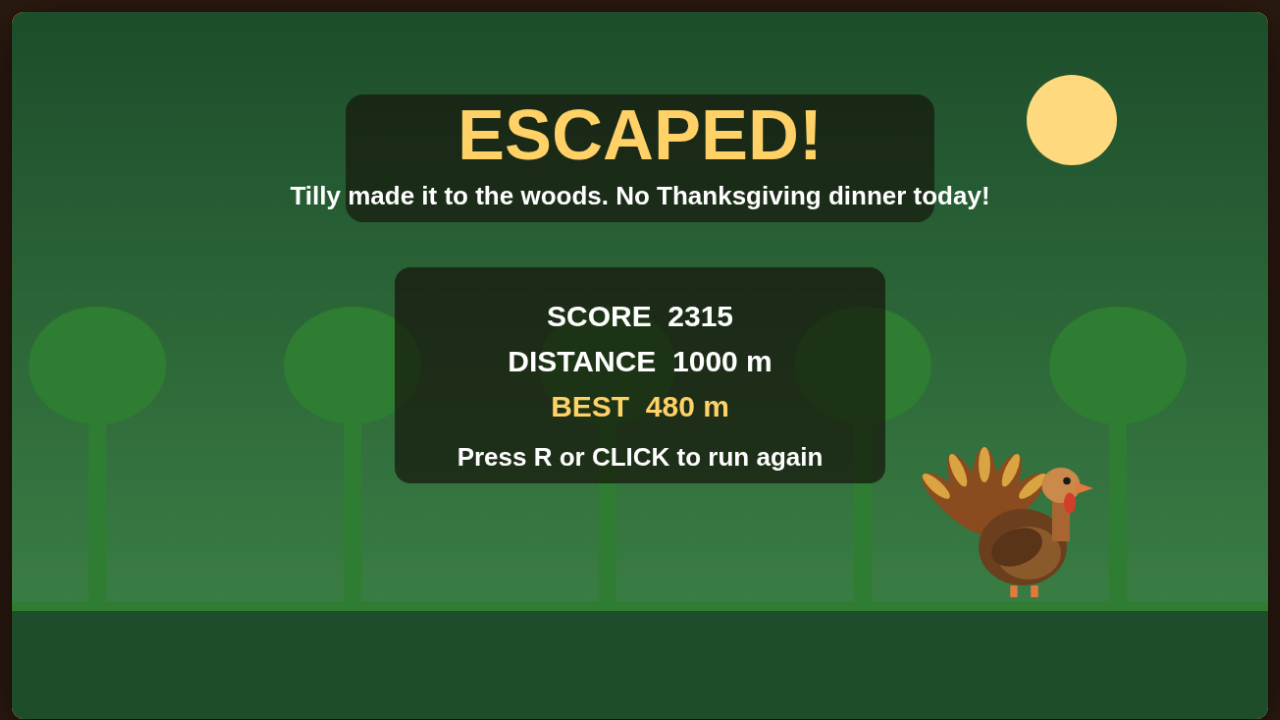 ESCAPED!
Tilly made it to the woods. No Thanksgiving dinner today!
SCORE 2315
DISTANCE 1000 m
BEST 480 m
Press R or CLICK to run again